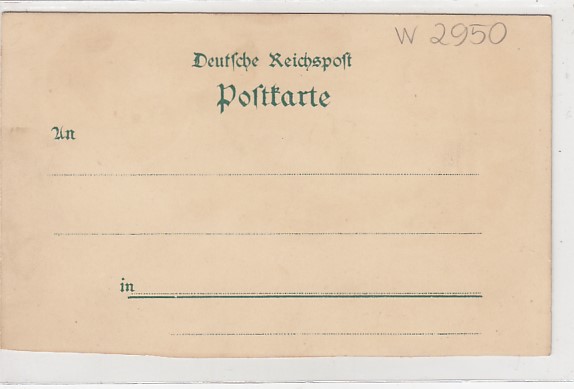 W 2950
Deutsche Reichspost
Postkarte
An
in